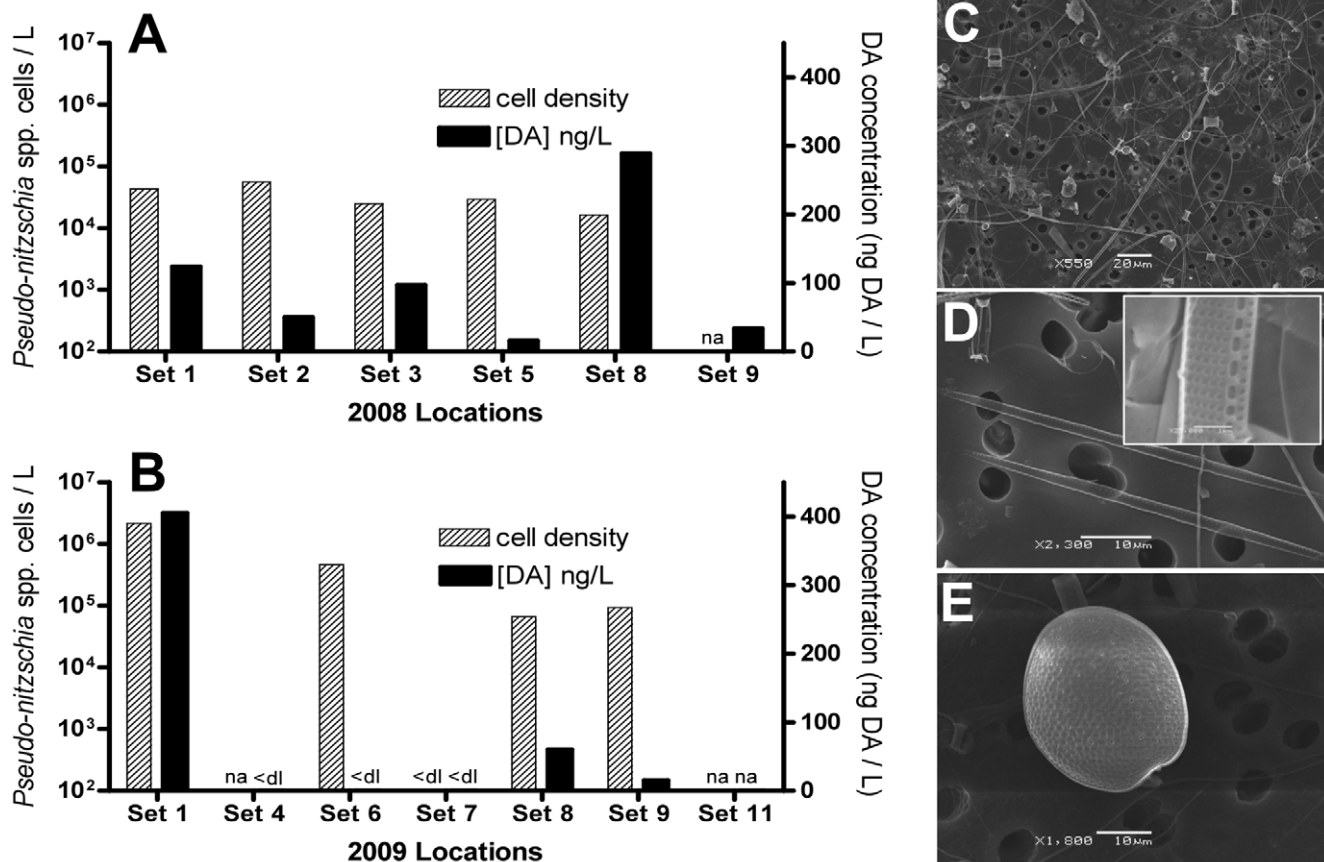 A
Pseudo-nitzschia spp. cells / L
10⁷
10⁶
10⁵
10⁴
10³
10²
cell density
[DA] ng/L
na
400
300
200
100
0
DA concentration (ng DA / L)
Set 1 Set 2 Set 3 Set 5 Set 8 Set 9
2008 Locations
B
Pseudo-nitzschia spp. cells / L
10⁷
10⁶
10⁵
10⁴
10³
10²
cell density
[DA] ng/L
na <dl <dl <dl <dl na na
400
300
200
100
0
DA concentration (ng DA / L)
Set 1 Set 4 Set 6 Set 7 Set 8 Set 9 Set 11
2009 Locations
C
X550 20μm
D
X2,300 10μm
E
X1,800 10μm